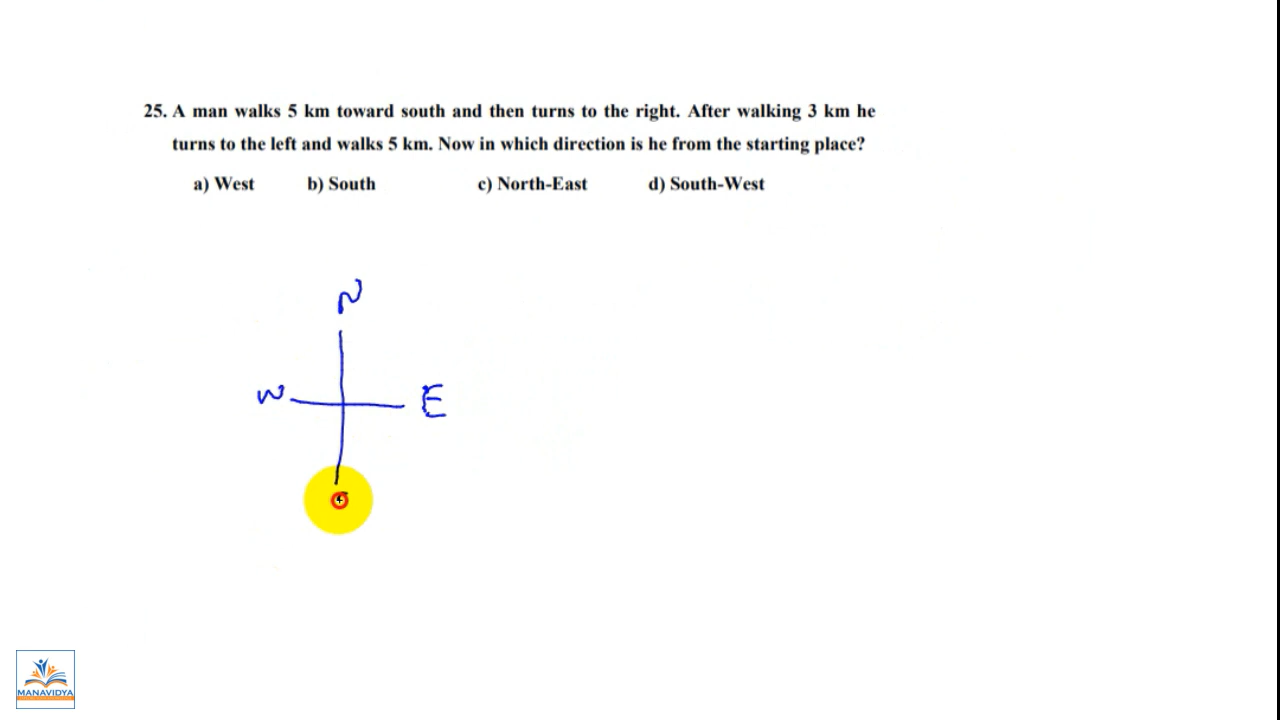 25. A man walks 5 km toward south and then turns to the right. After walking 3 km he
turns to the left and walks 5 km. Now in which direction is he from the starting place?
a) West b) South c) North-East d) South-West
N
W E
MANAVIDYA